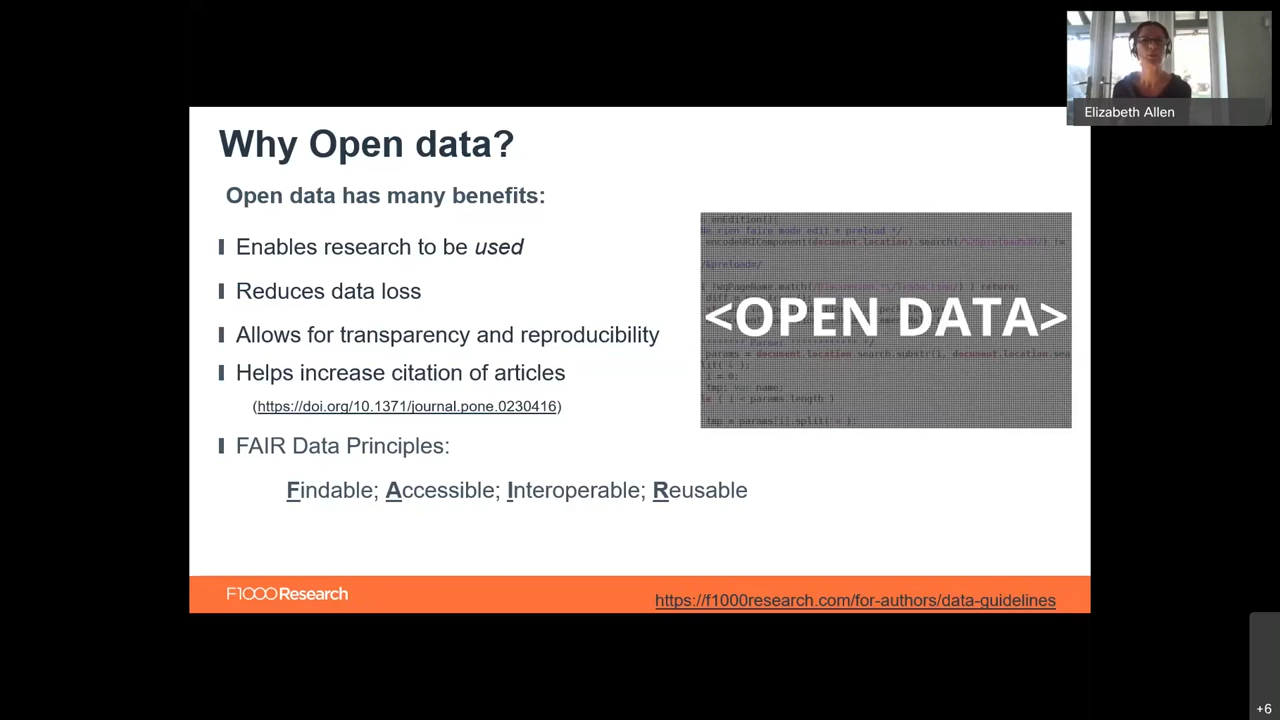 Elizabeth Allen
Why Open data?
Open data has many benefits:
Enables research to be used
Reduces data loss
Allows for transparency and reproducibility
Helps increase citation of articles
(https://doi.org/10.1371/journal.pone.0230416)
FAIR Data Principles:
Findable; Accessible; Interoperable; Reusable
<OPEN DATA>
F1000Research
https://f1000research.com/for-authors/data-guidelines
+6